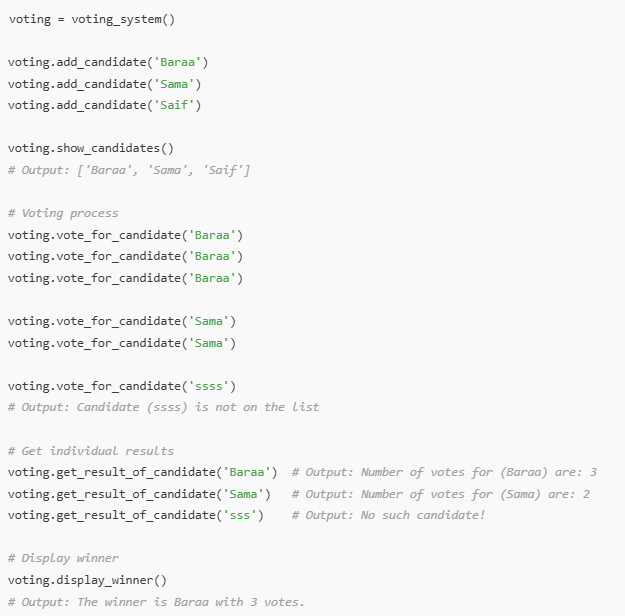 voting = voting_system()
voting.add_candidate('Baraa')
voting.add_candidate('Sama')
voting.add_candidate('Saif')
voting.show_candidates()
# Output: ['Baraa', 'Sama', 'Saif']
# Voting process
voting.vote_for_candidate('Baraa')
voting.vote_for_candidate('Baraa')
voting.vote_for_candidate('Baraa')
voting.vote_for_candidate('Sama')
voting.vote_for_candidate('Sama')
voting.vote_for_candidate('ssss')
# Output: Candidate (ssss) is not on the list
# Get individual results
voting.get_result_of_candidate('Baraa')  # Output: Number of votes for (Baraa) are: 3
voting.get_result_of_candidate('Sama')   # Output: Number of votes for (Sama) are: 2
voting.get_result_of_candidate('sss')    # Output: No such candidate!
# Display winner
voting.display_winner()
# Output: The winner is Baraa with 3 votes.